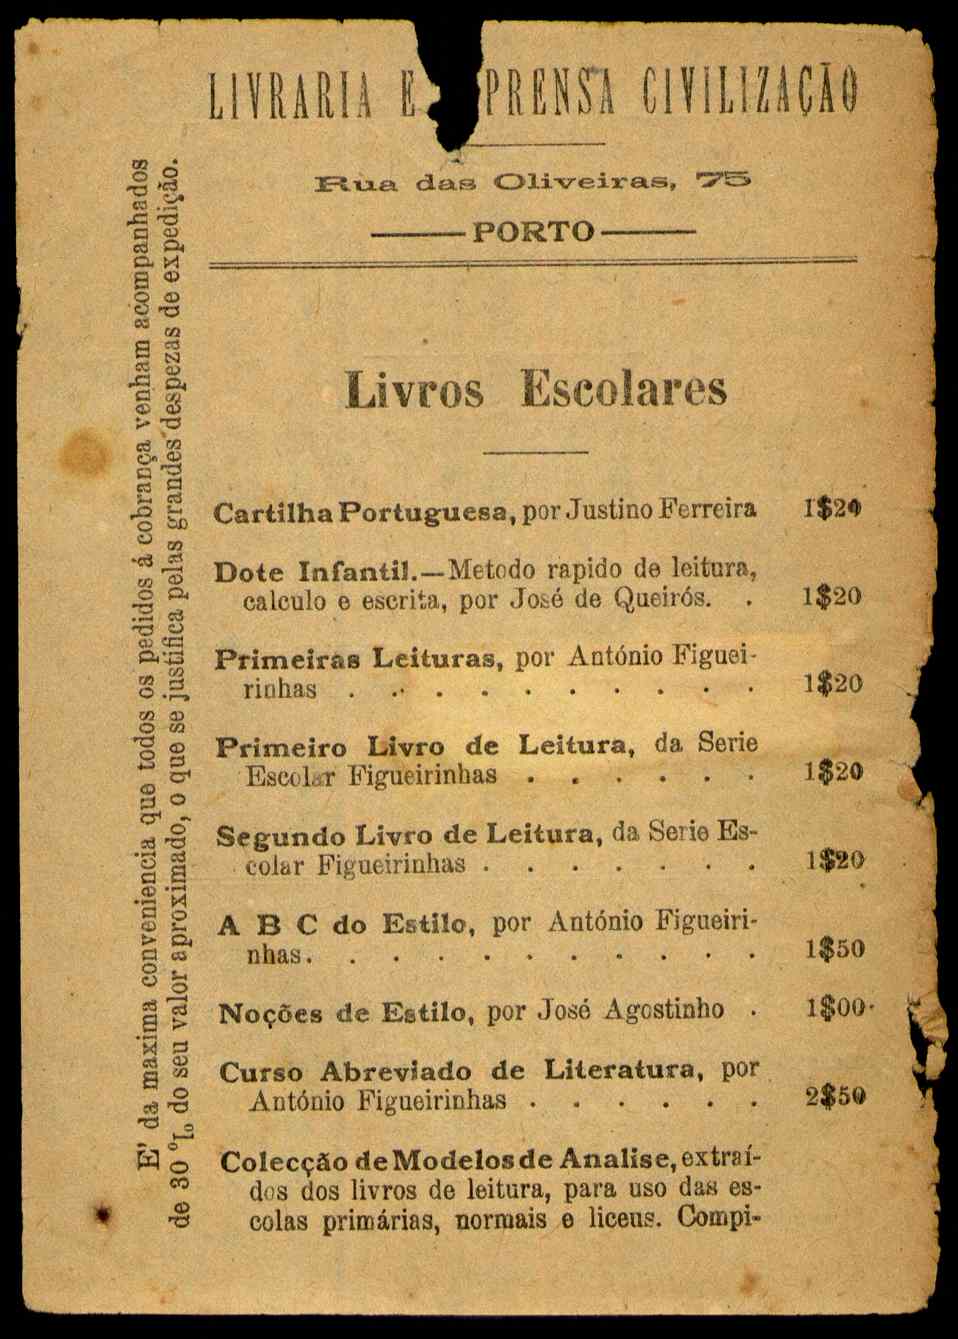 LIVRARIA E PRENSA CIVILIZAÇÃO
Rua das Oliveiras, 75
PORTO
Livros Escolares
Cartilha Portuguesa, por Justino Ferreira 1$20
Dote Infantil.—Metodo rapido de leitura,
calculo e escrita, por José de Queirós. . 1$20
Primeiras Leituras, por António Figuei-
rinhas . . . . . . . . . . 1$20
Primeiro Livro de Leitura, da Serie
Escolar Figueirinhas . . . . . . 1$20
Segundo Livro de Leitura, da Serie Es-
colar Figueirinhas . . . . . . . 1$20
A B C do Estilo, por António Figueiri-
nhas. . . . . . . . . . . 1$50
Noções de Estilo, por José Agostinho . 1$00
Curso Abreviado de Literatura, por
António Figueirinhas . . . . . . 2$50
Colecção de Modelos de Analise, extraí-
dos dos livros de leitura, para uso das es-
colas primárias, normais e liceus. Compi-
E' da maxima conveniencia que todos os pedidos á cobrança venham acompanhados
de 30 °/₀ do seu valor aproximado, o que se justifica pelas grandes despezas de expedição.